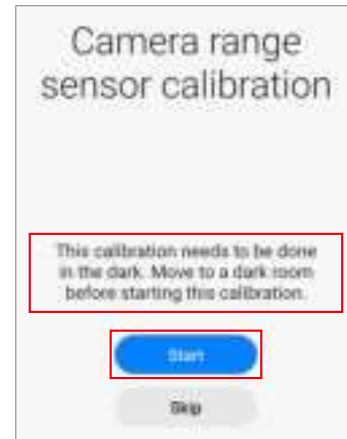 Camera range
sensor calibration
This calibration needs to be done
in the dark. Move to a dark room
before starting this calibration.
Start
Skip